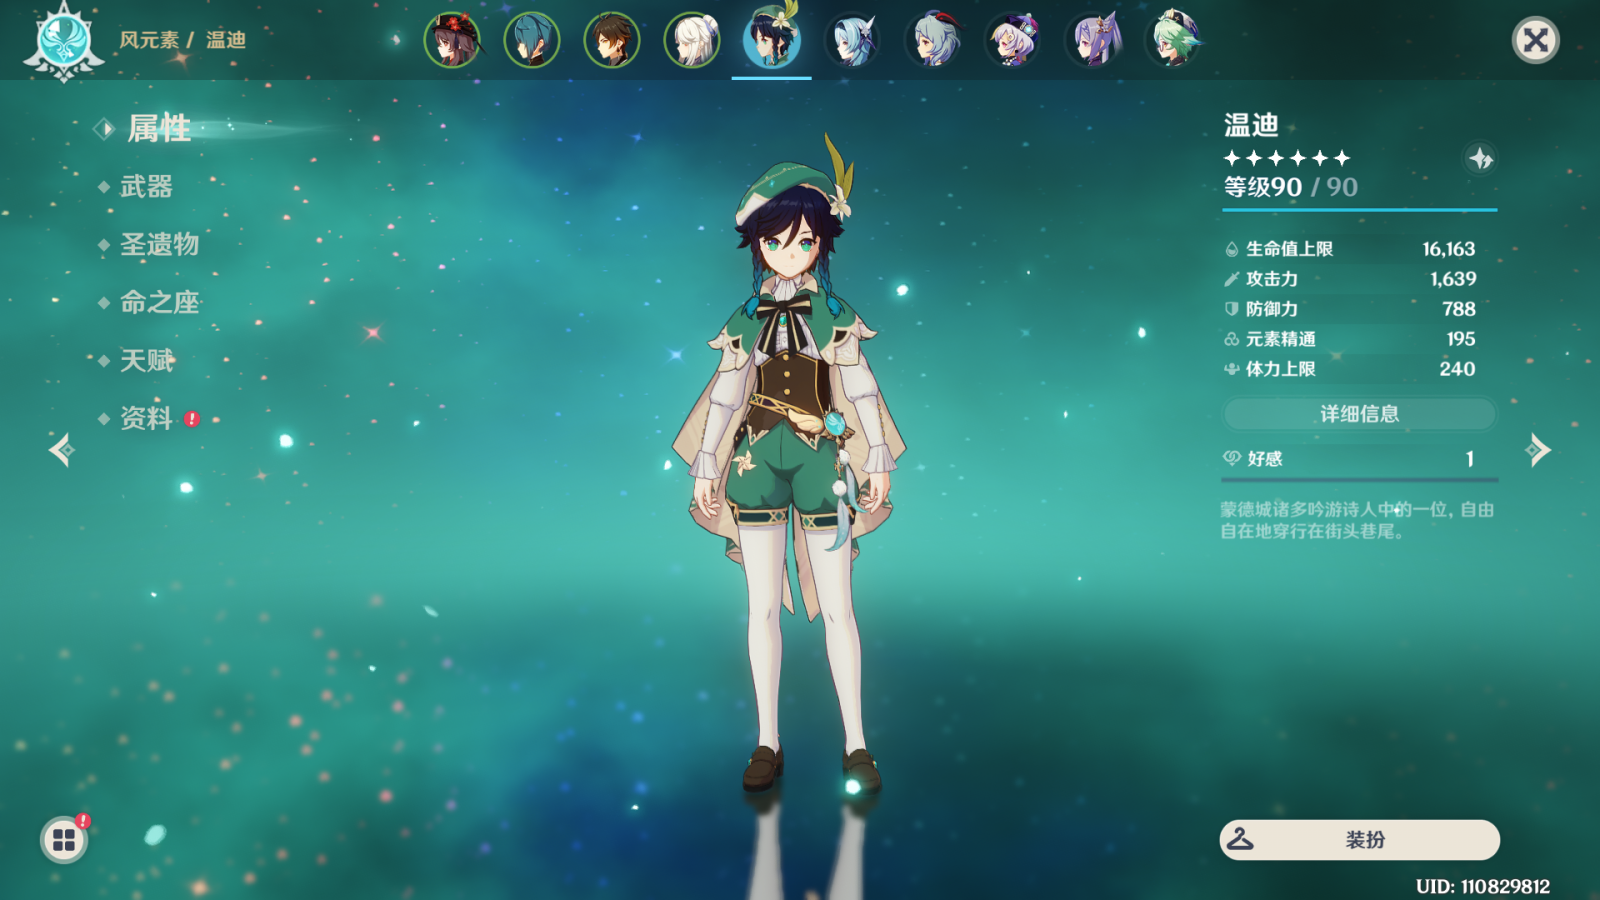 风元素 / 温迪
属性
武器
圣遗物
命之座
天赋
资料
温迪
等级90 / 90
生命值上限 16,163
攻击力 1,639
防御力 788
元素精通 195
体力上限 240
详细信息
好感 1
蒙德城诸多吟游诗人中的一位，自由
自在地穿行在街头巷尾。
装扮
UID: 110829812